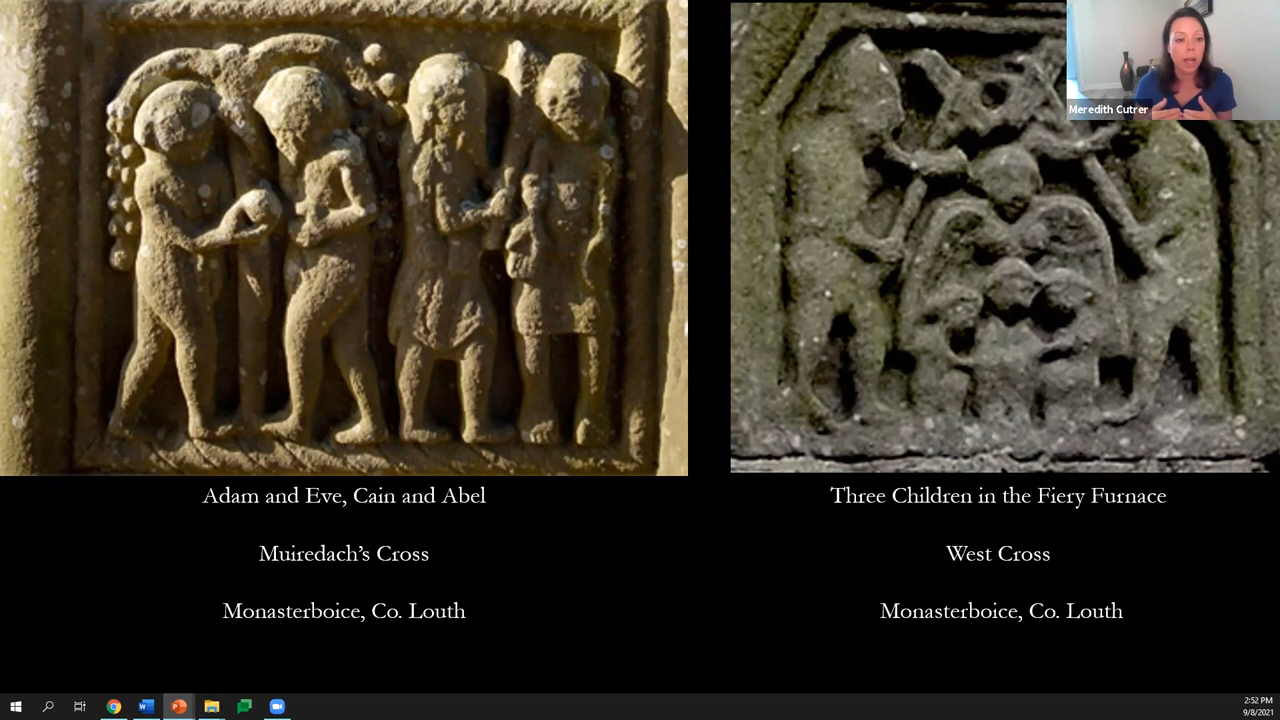 Meredith Cutrer
Adam and Eve, Cain and Abel
Muiredach’s Cross
Monasterboice, Co. Louth
Three Children in the Fiery Furnace
West Cross
Monasterboice, Co. Louth
2:52 PM
9/8/2021